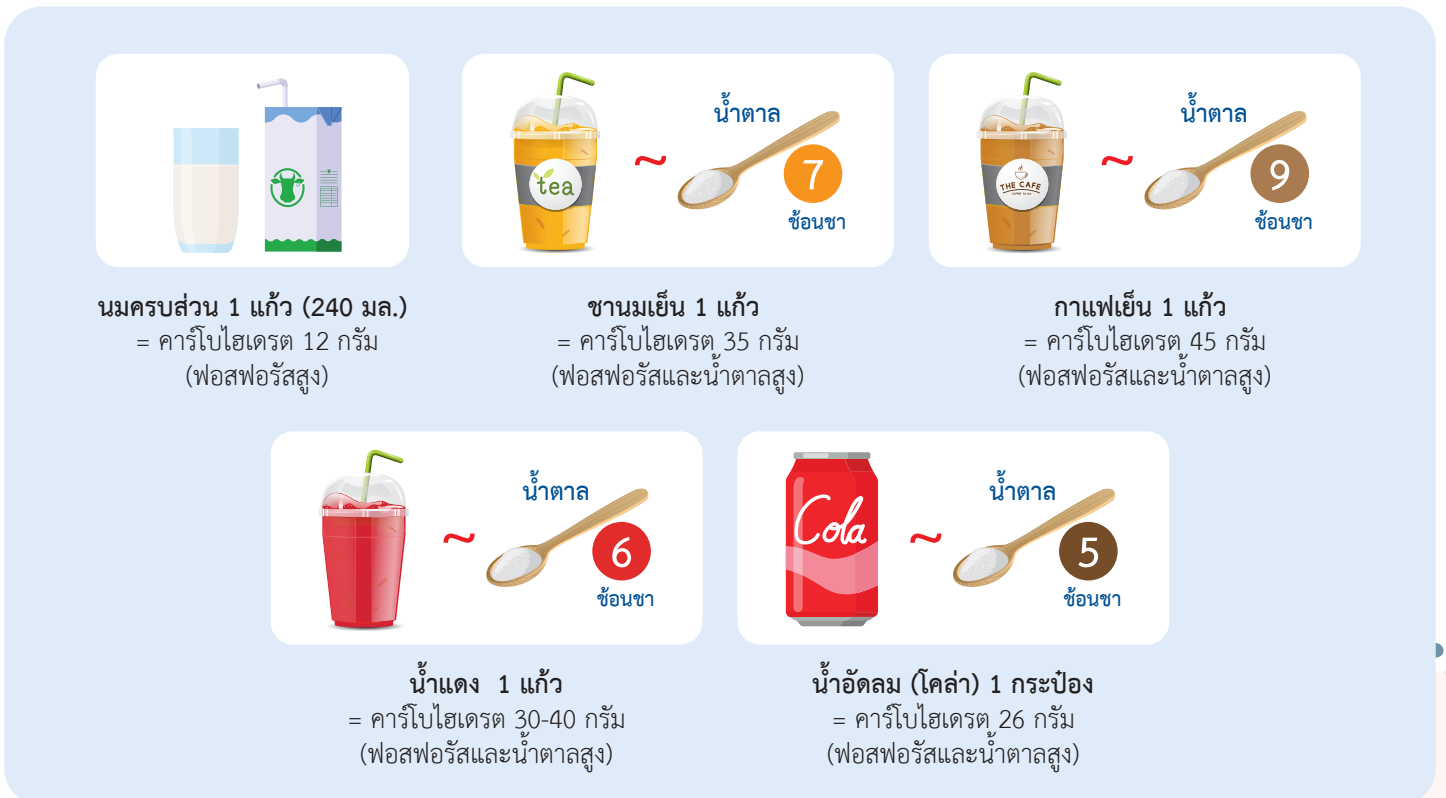 น้ำตาล
tea
~
7
ช้อนชา
น้ำตาล
THE CAFE
~
9
ช้อนชา
นมครบส่วน 1 แก้ว (240 มล.)
= คาร์โบไฮเดรต 12 กรัม
(ฟอสฟอรัสสูง)
ชานมเย็น 1 แก้ว
= คาร์โบไฮเดรต 35 กรัม
(ฟอสฟอรัสและน้ำตาลสูง)
กาแฟเย็น 1 แก้ว
= คาร์โบไฮเดรต 45 กรัม
(ฟอสฟอรัสและน้ำตาลสูง)
น้ำตาล
~
6
ช้อนชา
น้ำตาล
Cola
~
5
ช้อนชา
น้ำแดง 1 แก้ว
= คาร์โบไฮเดรต 30-40 กรัม
(ฟอสฟอรัสและน้ำตาลสูง)
น้ำอัดลม (โคล่า) 1 กระป๋อง
= คาร์โบไฮเดรต 26 กรัม
(ฟอสฟอรัสและน้ำตาลสูง)